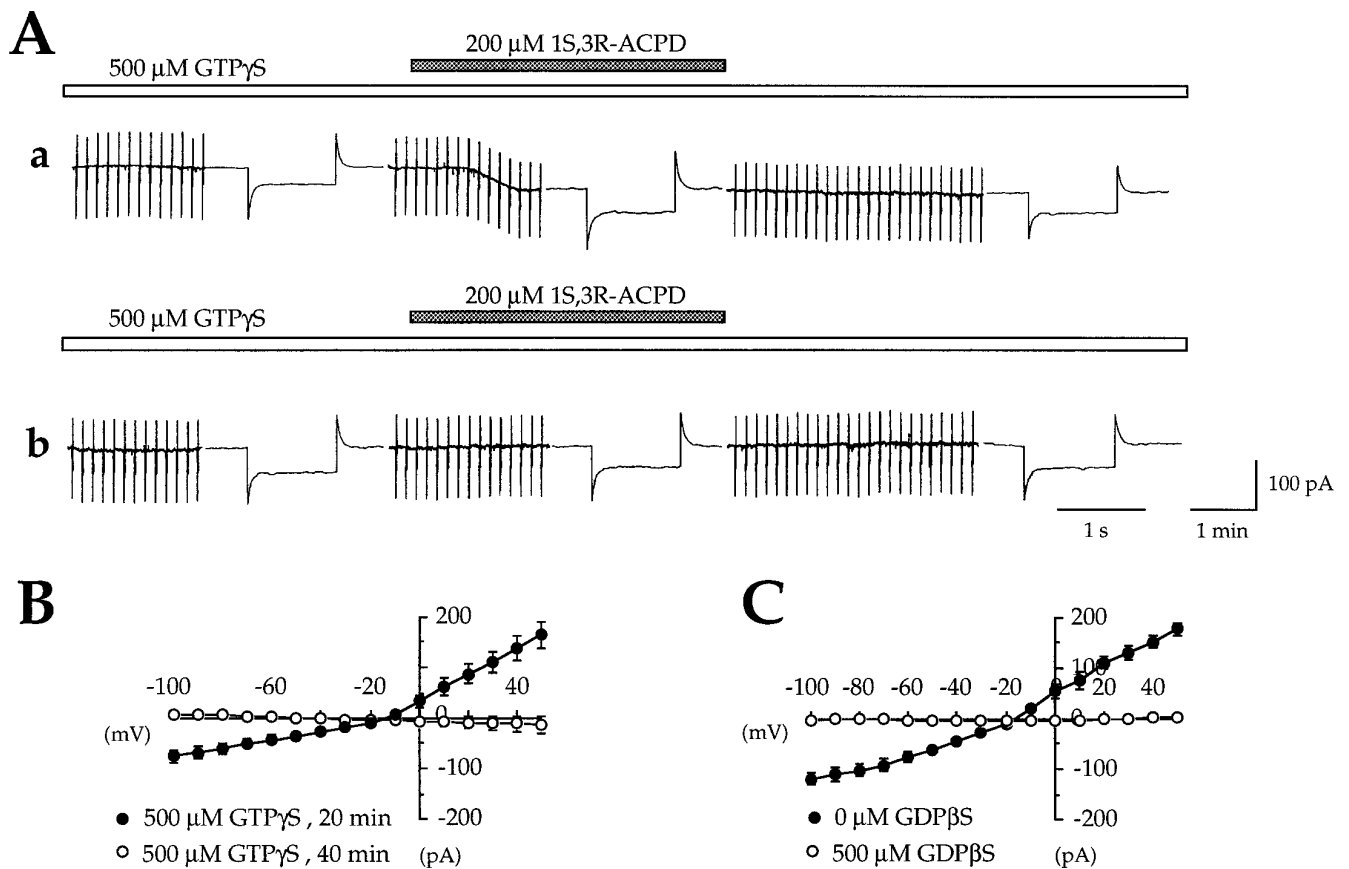 A
200 μM 1S,3R-ACPD
500 μM GTPγS
a
200 μM 1S,3R-ACPD
500 μM GTPγS
b
100 pA
1 s
1 min
B
200
-100
-60
-20
40
0
(mV)
-100
-200
(pA)
500 μM GTPγS , 20 min
500 μM GTPγS , 40 min
C
200
100
-100
-80
-60
-40
-20
0
20
40
0
(mV)
-100
-200
(pA)
0 μM GDPβS
500 μM GDPβS